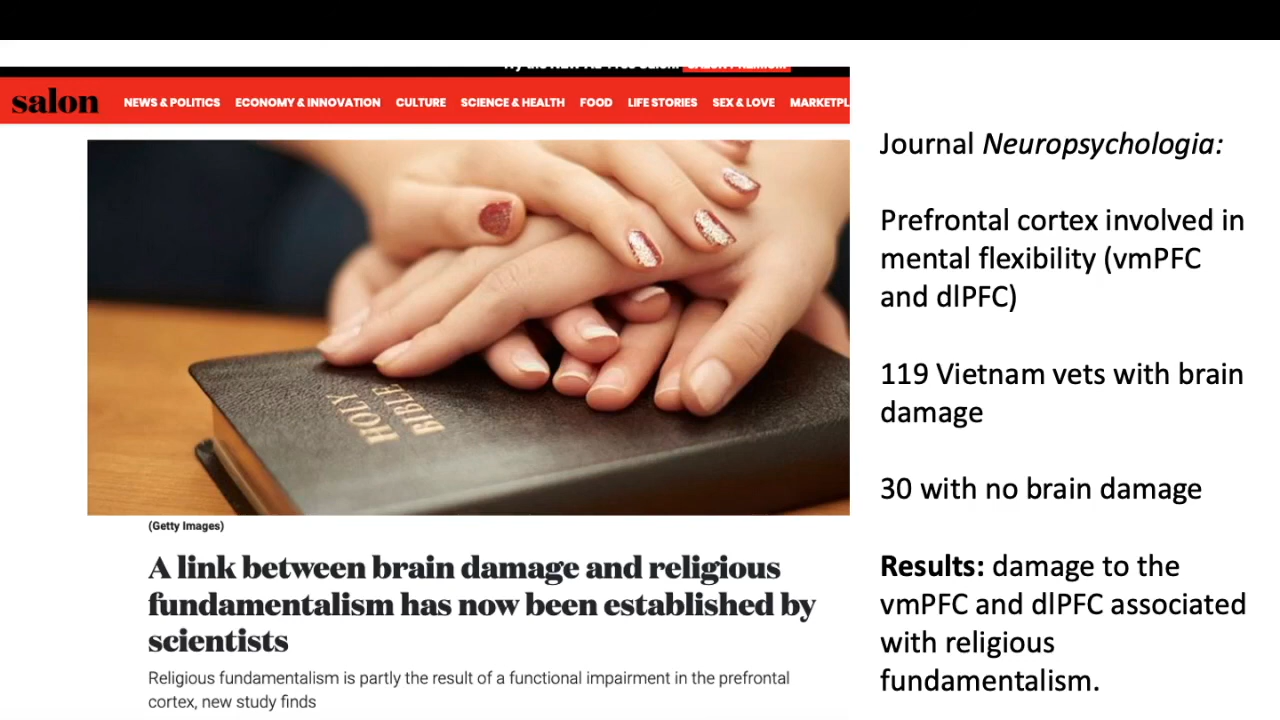 salon
NEWS & POLITICS ECONOMY & INNOVATION CULTURE SCIENCE & HEALTH FOOD LIFE STORIES SEX & LOVE
HOLY
BIBLE
(Getty Images)
A link between brain damage and religious
fundamentalism has now been established by
scientists
Religious fundamentalism is partly the result of a functional impairment in the prefrontal
cortex, new study finds
Journal Neuropsychologia:
Prefrontal cortex involved in
mental flexibility (vmPFC
and dlPFC)
119 Vietnam vets with brain
damage
30 with no brain damage
Results: damage to the
vmPFC and dlPFC associated
with religious
fundamentalism.